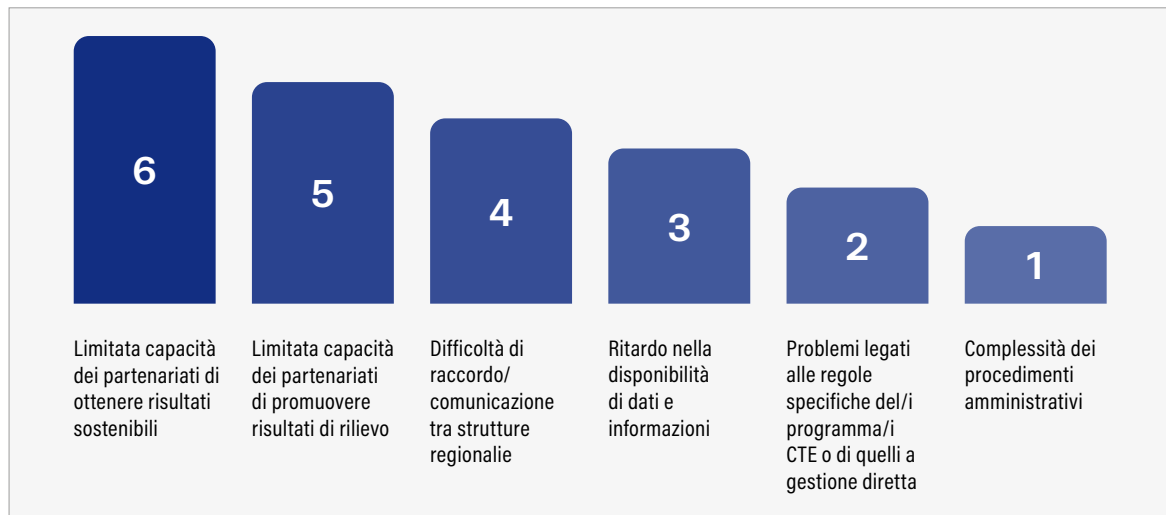 6
5
4
3
2
1
Limitata capacità
dei partenariati di
ottenere risultati
sostenibili
Limitata capacità
dei partenariati
di promuovere
risultati di rilievo
Difficoltà di
raccordo/
comunicazione
tra strutture
regionalie
Ritardo nella
disponibilità
di dati e
informazioni
Problemi legati
alle regole
specifiche del/i
programma/i
CTE o di quelli a
gestione diretta
Complessità dei
procedimenti
amministrativi